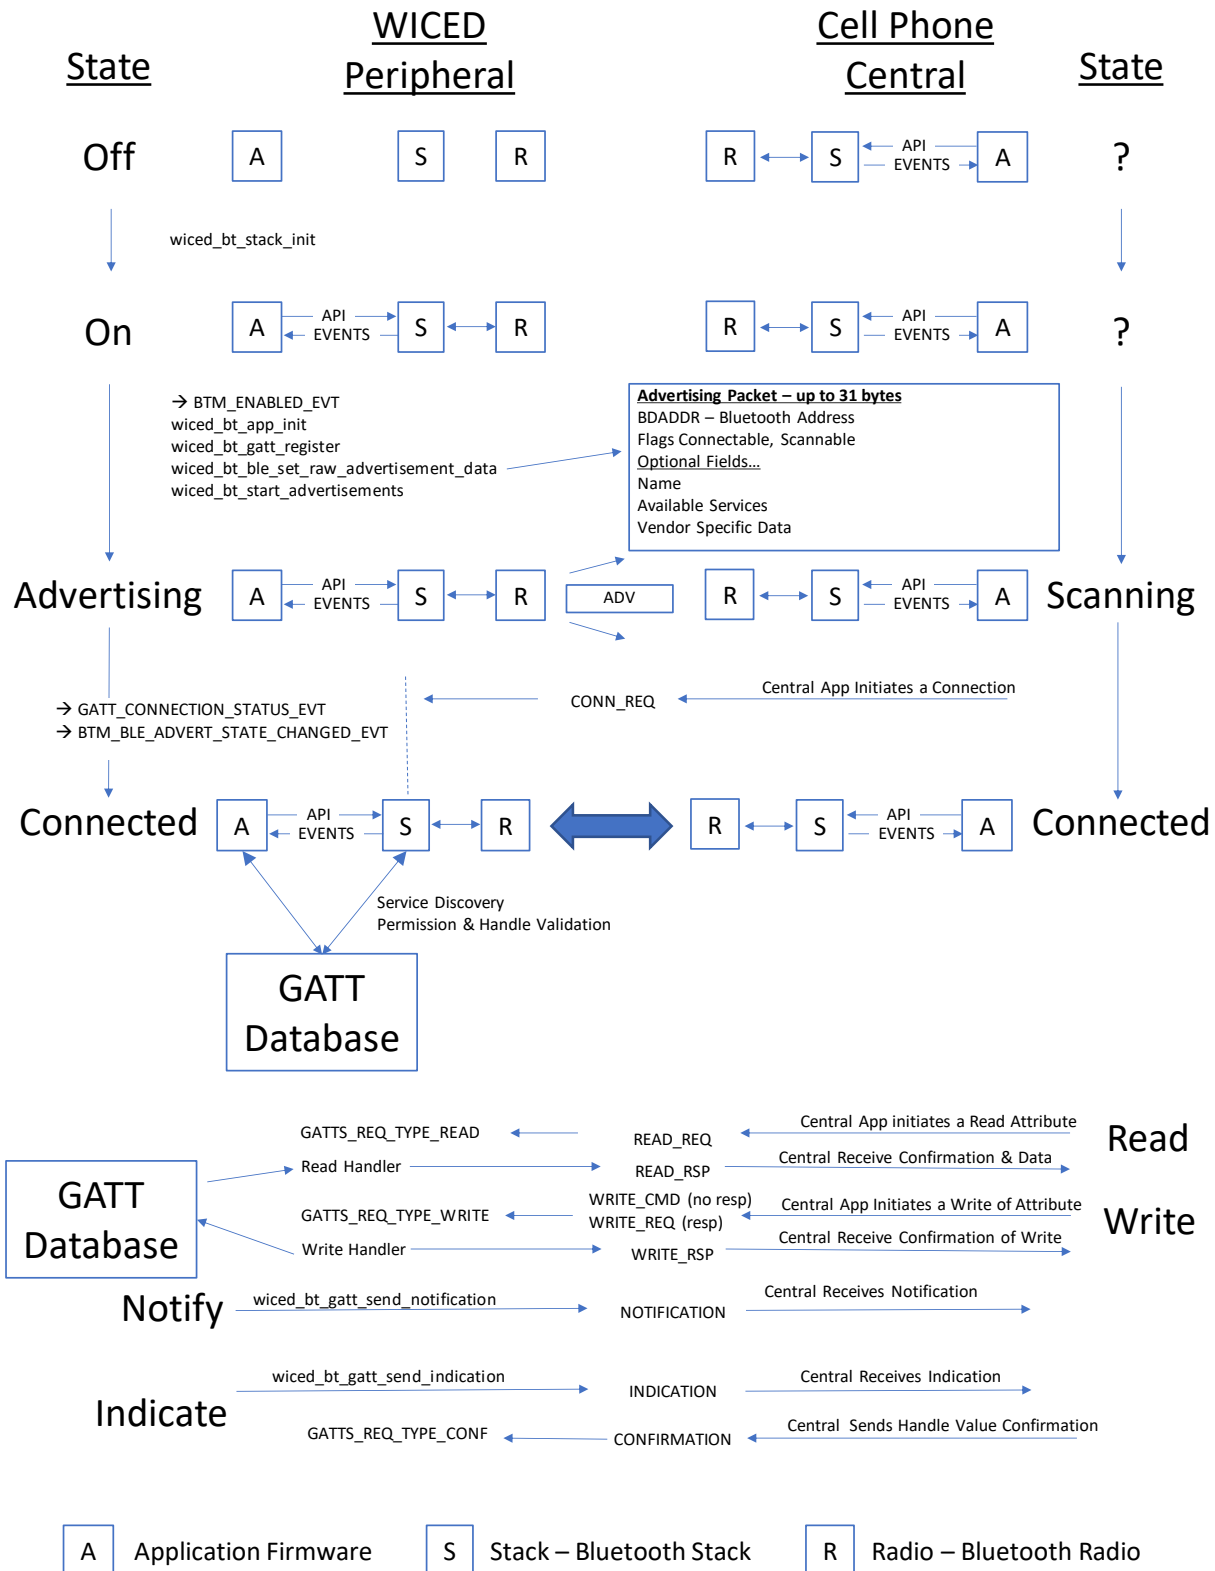 WICED
Peripheral
Cell Phone
Central
State
State
Off
A
S
R
R
S
API
EVENTS
A
?
wiced_bt_stack_init
On
A
API
EVENTS
S
R
R
S
API
EVENTS
A
?
→ BTM_ENABLED_EVT
wiced_bt_app_init
wiced_bt_gatt_register
wiced_bt_ble_set_raw_advertisement_data
wiced_bt_start_advertisements
Advertising Packet – up to 31 bytes
BDADDR – Bluetooth Address
Flags Connectable, Scannable
Optional Fields...
Name
Available Services
Vendor Specific Data
Advertising
A
API
EVENTS
S
R
ADV
R
S
API
EVENTS
A
Scanning
Central App Initiates a Connection
CONN_REQ
→ GATT_CONNECTION_STATUS_EVT
→ BTM_BLE_ADVERT_STATE_CHANGED_EVT
Connected
A
API
EVENTS
S
R
R
S
API
EVENTS
A
Connected
Service Discovery
Permission & Handle Validation
GATT
Database
GATTS_REQ_TYPE_READ
READ_REQ
Central App initiates a Read Attribute
Read
Read Handler
READ_RSP
Central Receive Confirmation & Data
GATT
Database
GATTS_REQ_TYPE_WRITE
WRITE_CMD (no resp)
WRITE_REQ (resp)
Central App Initiates a Write of Attribute
Write
Write Handler
WRITE_RSP
Central Receive Confirmation of Write
Notify
wiced_bt_gatt_send_notification
NOTIFICATION
Central Receives Notification
Indicate
wiced_bt_gatt_send_indication
INDICATION
Central Receives Indication
GATTS_REQ_TYPE_CONF
CONFIRMATION
Central Sends Handle Value Confirmation
A
Application Firmware
S
Stack – Bluetooth Stack
R
Radio – Bluetooth Radio